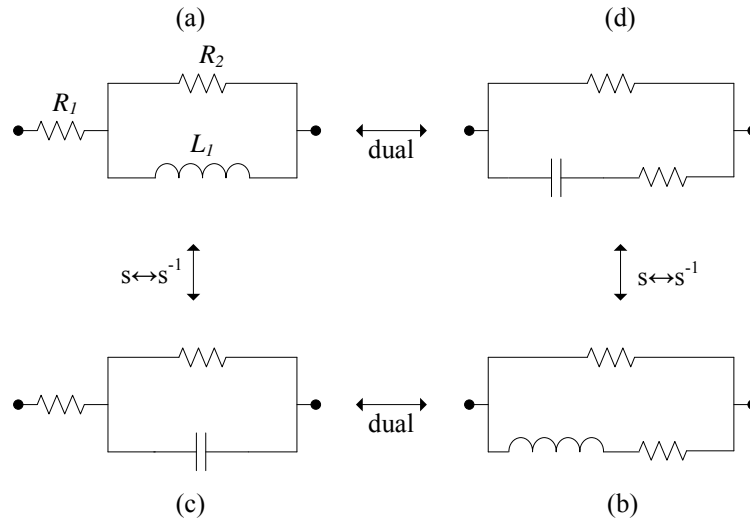 (a)
(d)
R₂
R₁
L₁
dual
s↔s⁻¹
s↔s⁻¹
dual
(c)
(b)